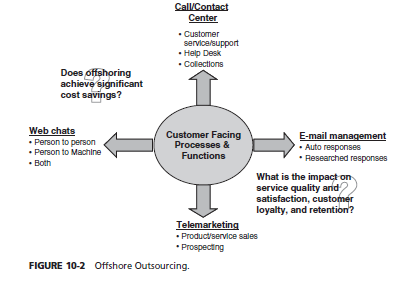 Call/Contact
Center
• Customer
service/support
• Help Desk
• Collections
?
Does offshoring
achieve significant
cost savings?
Web chats
• Person to person
• Person to Machine
• Both
Customer Facing
Processes &
Functions
E-mail management
• Auto responses
• Researched responses
?
What is the impact on
service quality and
satisfaction, customer
loyalty, and retention?
Telemarketing
• Product/service sales
• Prospecting
FIGURE 10-2 Offshore Outsourcing.